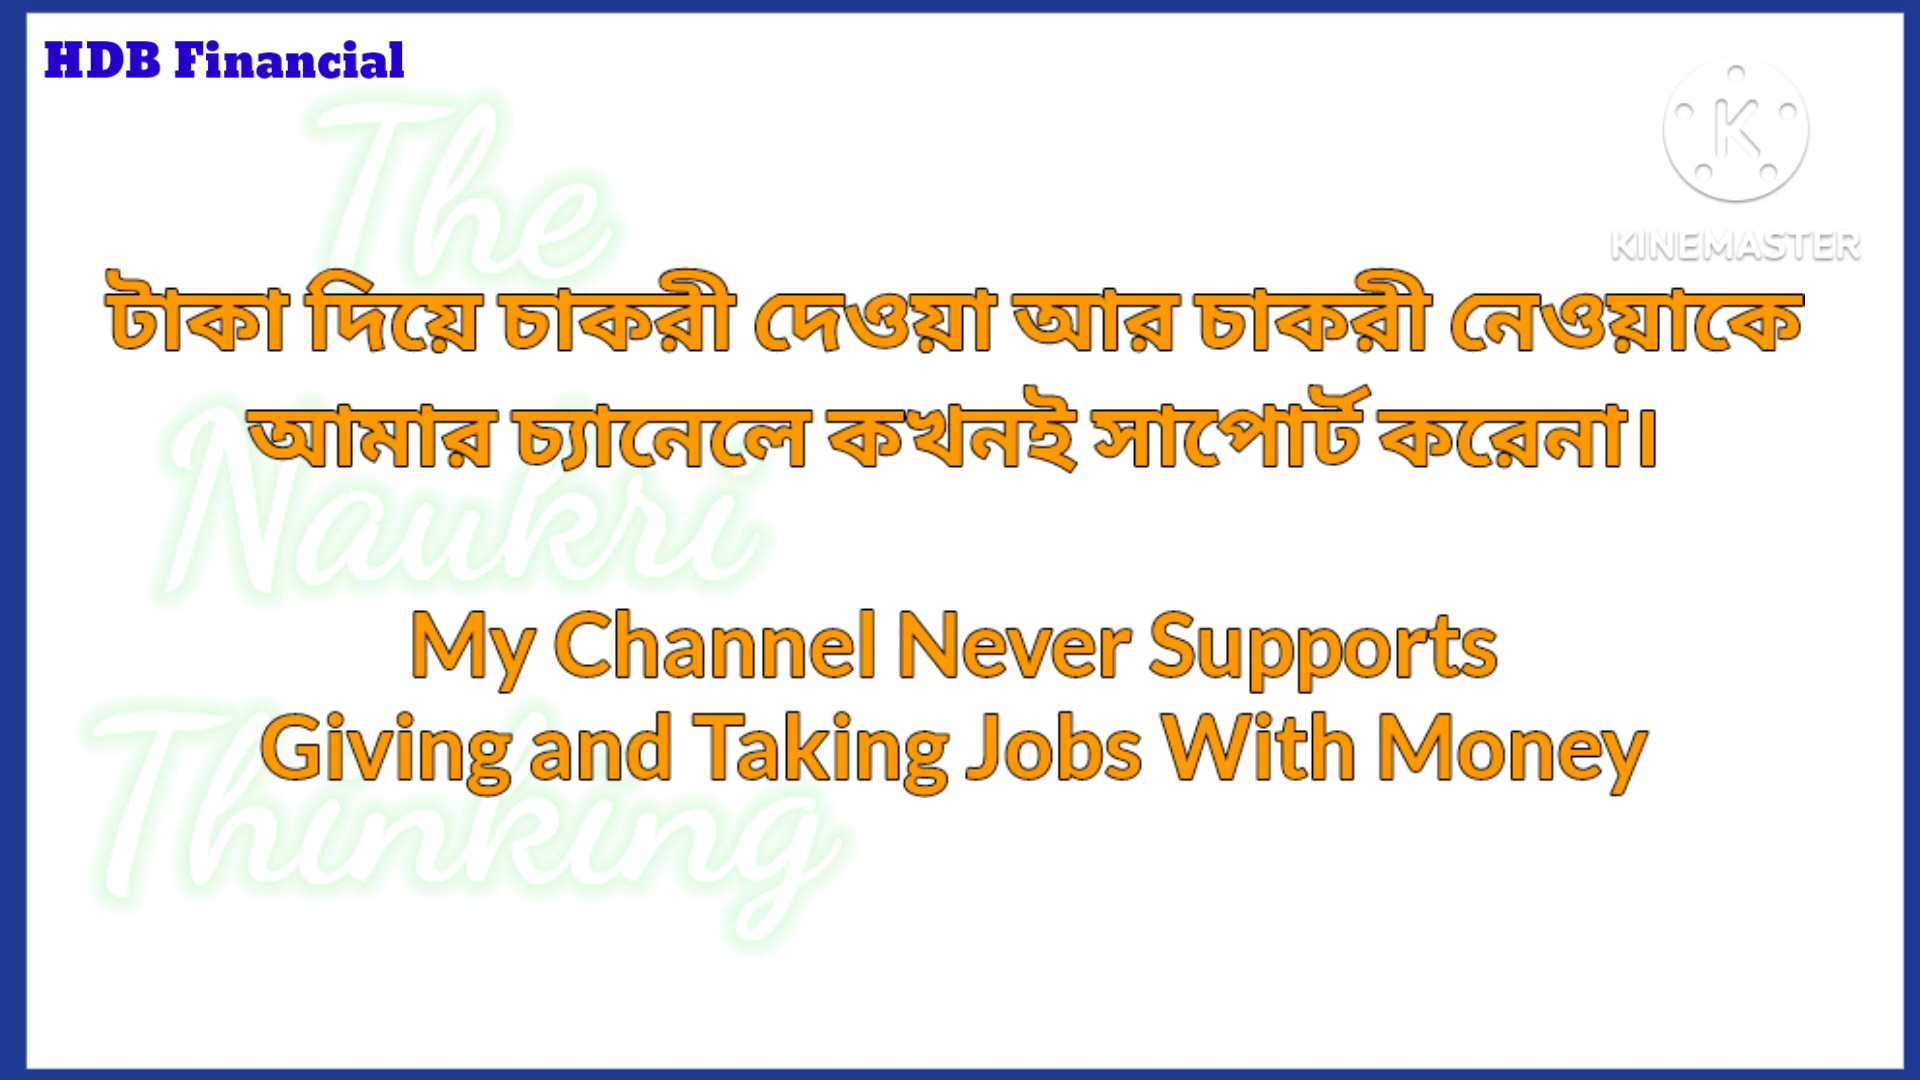 HDB Financial
KINEMASTER
The
টাকা দিয়ে চাকরী দেওয়া আর চাকরী নেওয়াকে
আমার চ্যানেলে কখনই সাপোর্ট করেনা।
Naukri
My Channel Never Supports
Giving and Taking Jobs With Money
Thinking